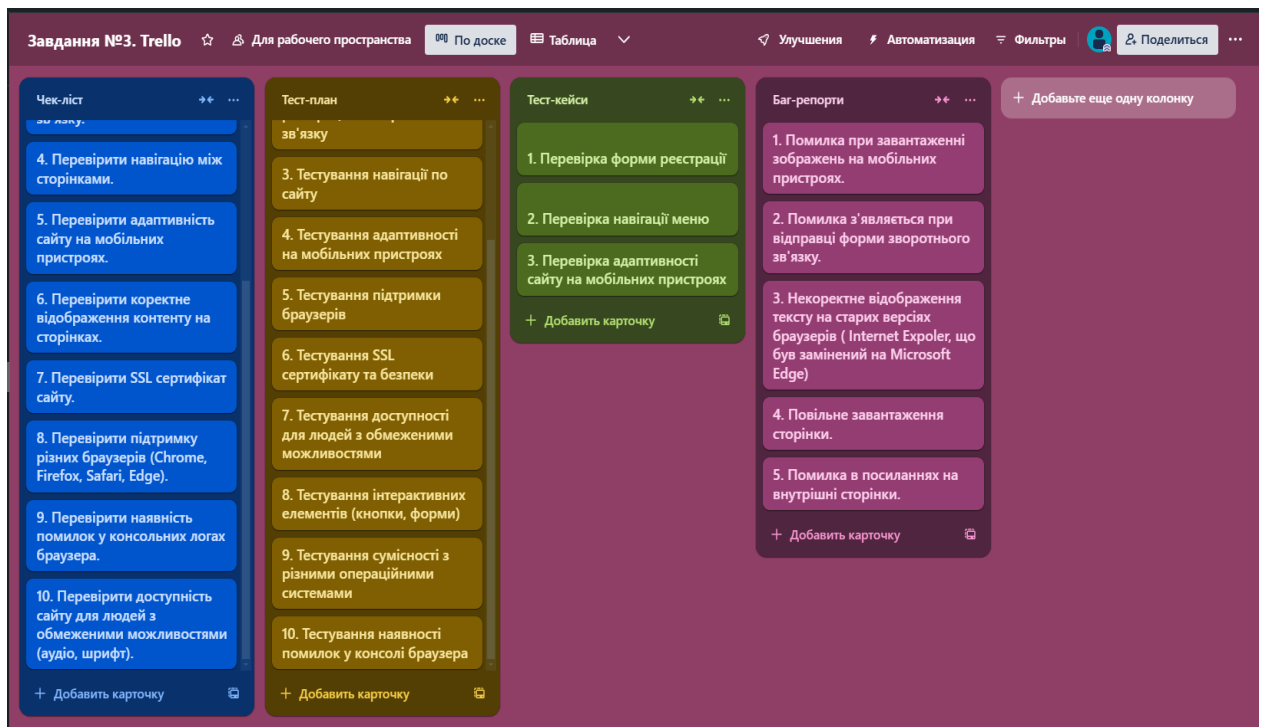 Завдання №3. Trello
Для рабочего пространства
По доске
Таблица
Улучшения
Автоматизация
Фильтры
Поделиться
Чек-ліст
зв'язку.
4. Перевірити навігацію між
сторінками.
5. Перевірити адаптивність
сайту на мобільних
пристроях.
6. Перевірити коректне
відображення контенту на
сторінках.
7. Перевірити SSL сертифікат
сайту.
8. Перевірити підтримку
різних браузерів (Chrome,
Firefox, Safari, Edge).
9. Перевірити наявність
помилок у консольних логах
браузера.
10. Перевірити доступність
сайту для людей з
обмеженими можливостями
(аудіо, шрифт).
+ Добавить карточку
Тест-план
зв'язку
3. Тестування навігації по
сайту
4. Тестування адаптивності
на мобільних пристроях
5. Тестування підтримки
браузерів
6. Тестування SSL
сертифікату та безпеки
7. Тестування доступності
для людей з обмеженими
можливостями
8. Тестування інтерактивних
елементів (кнопки, форми)
9. Тестування сумісності з
різними операційними
системами
10. Тестування наявності
помилок у консолі браузера
+ Добавить карточку
Тест-кейси
1. Перевірка форми реєстрації
2. Перевірка навігації меню
3. Перевірка адаптивності
сайту на мобільних пристроях
+ Добавить карточку
Баг-репорти
1. Помилка при завантаженні
зображень на мобільних
пристроях.
2. Помилка з'являється при
відправці форми зворотнього
зв'язку.
3. Некоректне відображення
тексту на старих версіях
браузерів ( Internet Expoler, що
був замінений на Microsoft
Edge)
4. Повільне завантаження
сторінки.
5. Помилка в посиланнях на
внутрішні сторінки.
+ Добавить карточку
+ Добавьте еще одну колонку